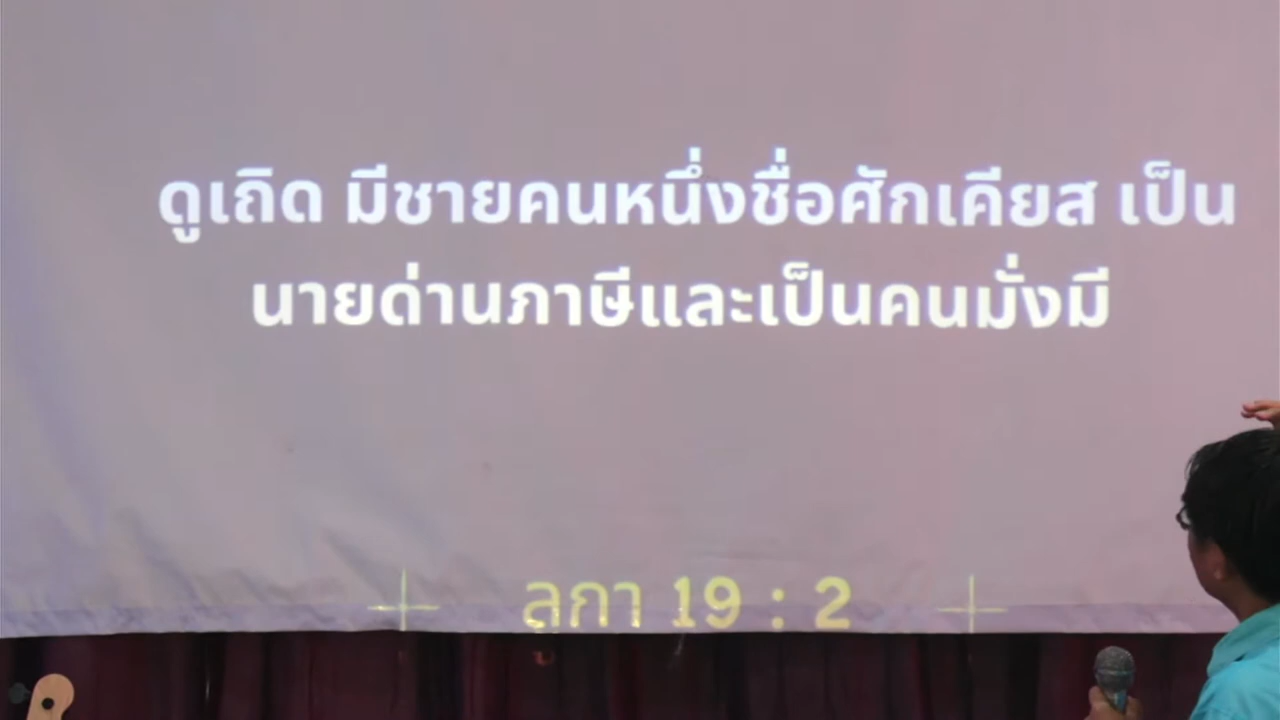 ดูเถิด มีชายคนหนึ่งชื่อศักเคียส เป็น
นายด่านภาษีและเป็นคนมั่งมี
ลูกา 19 : 2